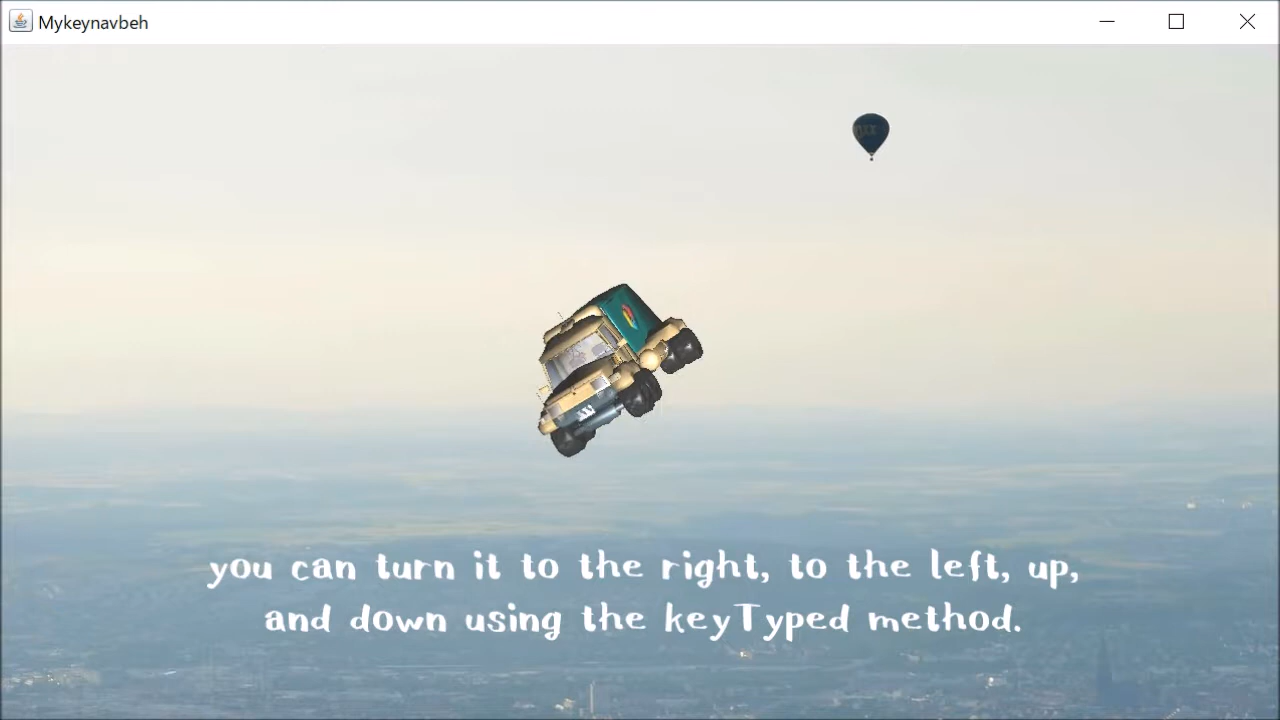 Mykeynavbeh
you can turn it to the right, to the left, up,
and down using the keyTyped method.